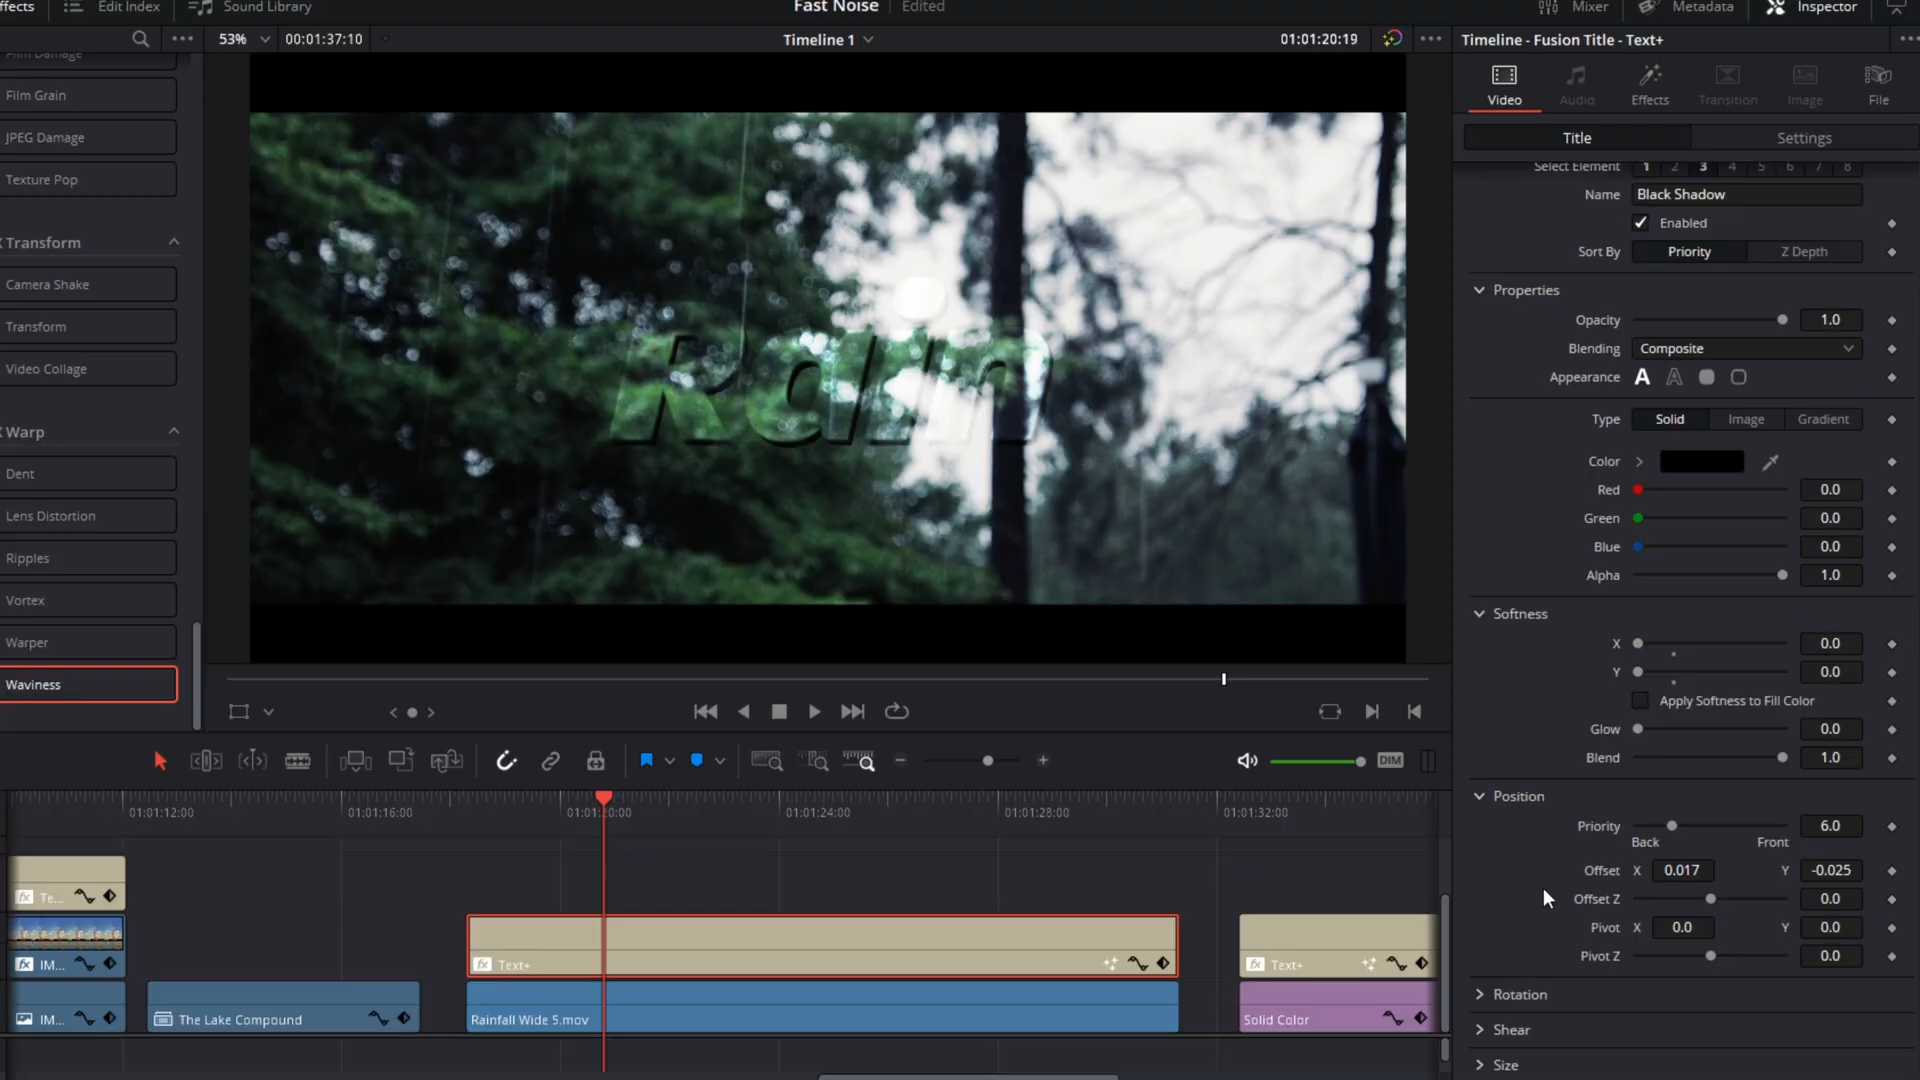 ffects
Edit Index
Sound Library
Fast Noise
Edited
Mixer
Metadata
Inspector
53%
00:01:37:10
Timeline 1
01:01:20:19
Timeline - Fusion Title - Text+
Film Damage
Film Grain
JPEG Damage
Texture Pop
Transform
Camera Shake
Transform
Video Collage
Warp
Dent
Lens Distortion
Ripples
Vortex
Warper
Waviness
Rain
Video
Audio
Effects
Transition
Image
File
Title
Settings
Select Element 1 2 3 4 5 6 7 8
Name Black Shadow
Enabled
Sort By Priority Z Depth
Properties
Opacity 1.0
Blending Composite
Appearance A A
Type Solid Image Gradient
Color
Red 0.0
Green 0.0
Blue 0.0
Alpha 1.0
Softness
X 0.0
Y 0.0
Apply Softness to Fill Color
Glow 0.0
Blend 1.0
Position
Priority 6.0
Back Front
Offset X 0.017 Y -0.025
Offset Z 0.0
Pivot X 0.0 Y 0.0
Pivot Z 0.0
Rotation
Shear
Size
DIM
01:01:12:00
01:01:16:00
01:01:20:00
01:01:24:00
01:01:28:00
01:01:32:00
fx Te...
fx IM...
IM...
The Lake Compound
fx Text+
Rainfall Wide 5.mov
fx Text+
Solid Color